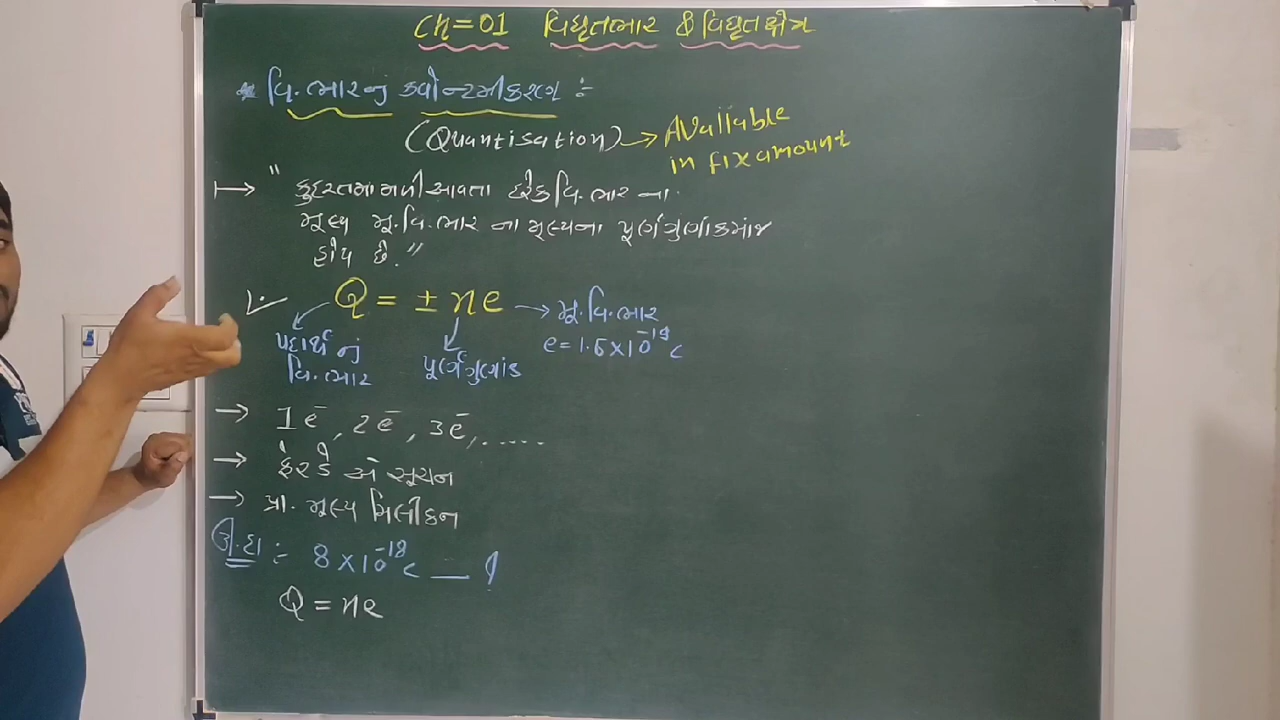 Ch=01 વિદ્યુતભાર & વિદ્યુતક્ષેત્ર
* વિ.ભારનું ક્વોન્ટમીકરણ :-
(Quantisation) → Available
in fix amount
→ " કુદરતમાં મળી આવતા દરેક વિ.ભાર ના
મૂલ્ય મૂ.વિ.ભાર ના મૂલ્યના પૂર્ણગુણાંકમાં જ
હોય છે."
Q = ± ne → મૂ.વિ.ભાર
e = 1.6×10⁻¹⁹ C
પદાર્થ નું
વિ.ભાર
પૂર્ણગુણાંક
→ 1e⁻, 2e⁻, 3e⁻, .....
→ ફેરડે એ સૂચન
→ પ્રા. મૂલ્ય મિલીકન
ઉ.દા :- 8×10⁻¹⁸ C — ?
Q = ne